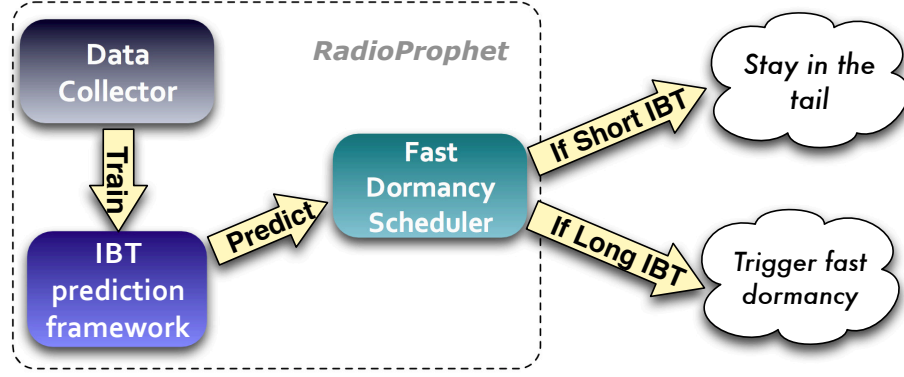 RadioProphet
Data
Collector
Train
IBT
prediction
framework
Predict
Fast
Dormancy
Scheduler
If Short IBT
Stay in the
tail
If Long IBT
Trigger fast
dormancy